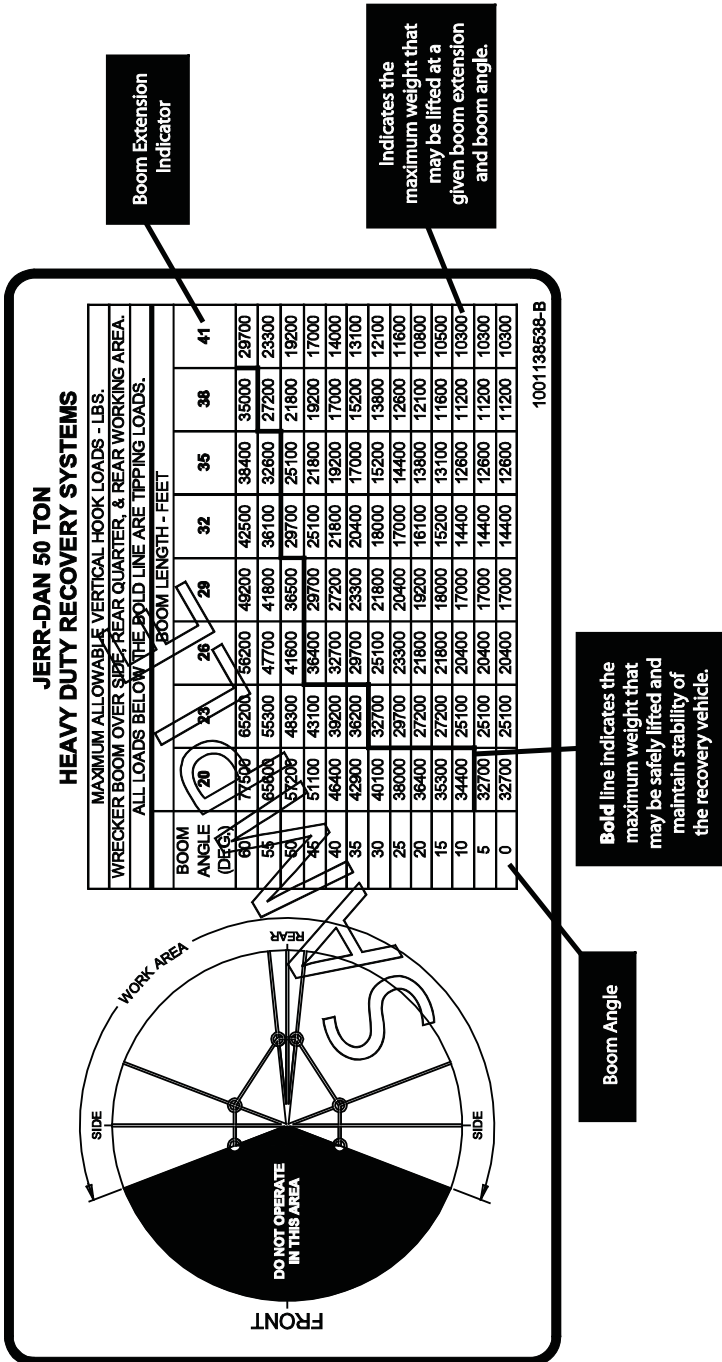 JERR-DAN 50 TON
HEAVY DUTY RECOVERY SYSTEMS
MAXIMUM ALLOWABLE VERTICAL HOOK LOADS - LBS.
WRECKER BOOM OVER SIDE, REAR QUARTER, & REAR WORKING AREA.
ALL LOADS BELOW THE BOLD LINE ARE TIPPING LOADS.
BOOM ANGLE (DEG.)
BOOM LENGTH - FEET
20 23 26 29 32 35 38 41
60 77500 65200 56200 49200 42500 38400 35000 29700
55 65600 55300 47700 41800 36100 32600 27200 23300
50 57200 48300 41600 36500 29700 25100 21800 19200
45 51100 43100 36400 29700 25100 21800 19200 17000
40 46400 39200 32700 27200 21800 19200 17000 14000
35 42900 36200 29700 23300 20400 17000 15200 13100
30 40100 32700 25100 21800 18000 15200 13800 12100
25 38000 29700 23300 20400 17000 14400 12600 11600
20 36400 27200 21800 19200 16100 13800 12100 10800
15 35300 27200 21800 18000 15200 13100 11600 10500
10 34400 25100 20400 17000 14400 12600 11200 10300
5 32700 25100 20400 17000 14400 12600 11200 10300
0 32700 25100 20400 17000 14400 12600 11200 10300
1001138538-B
SAMPLE
WORK AREA
SIDE
REAR
SIDE
DO NOT OPERATE
IN THIS AREA
FRONT
Boom Extension
Indicator
Indicates the
maximum weight that
may be lifted at a
given boom extension
and boom angle.
Bold line indicates the
maximum weight that
may be safely lifted and
maintain stability of
the recovery vehicle.
Boom Angle